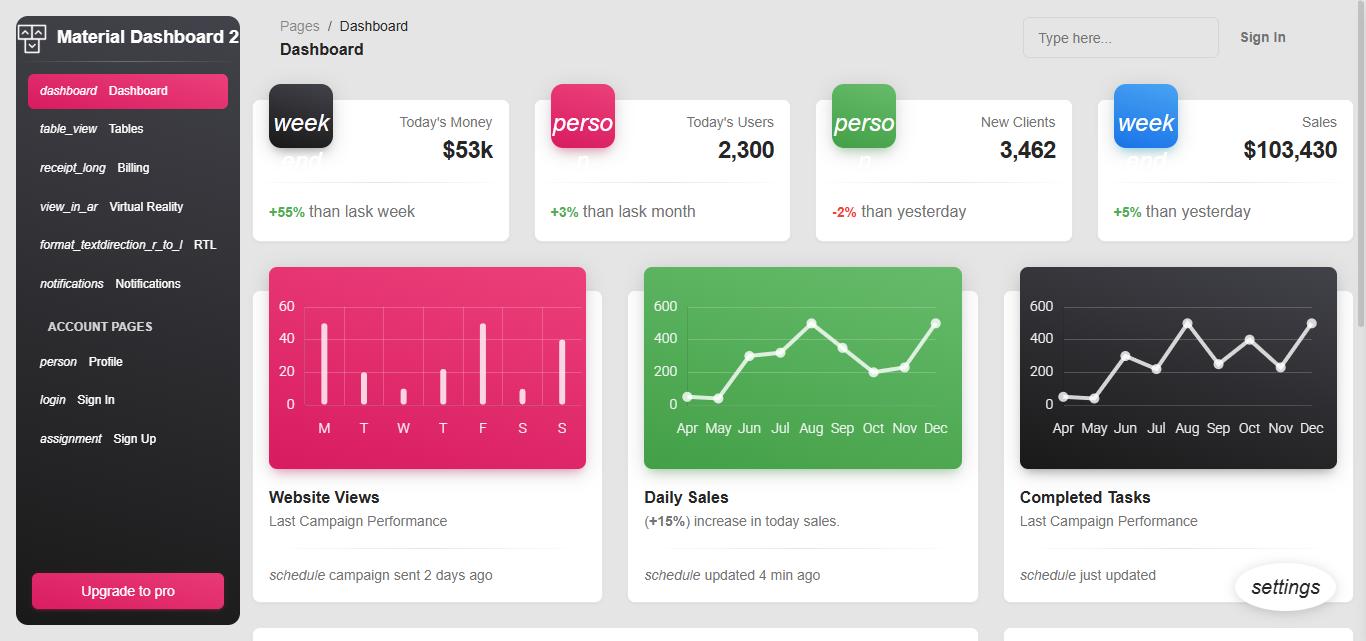 Material Dashboard 2
dashboard Dashboard
table_view Tables
receipt_long Billing
view_in_ar Virtual Reality
format_textdirection_r_to_l RTL
notifications Notifications
ACCOUNT PAGES
person Profile
login Sign In
assignment Sign Up
Upgrade to pro
Pages / Dashboard
Dashboard
Type here...
Sign In
week
end
Today's Money
$53k
+55% than lask week
perso
n
Today's Users
2,300
+3% than lask month
perso
n
New Clients
3,462
-2% than yesterday
week
end
Sales
$103,430
+5% than yesterday
60
40
20
0
M T W T F S S
Website Views
Last Campaign Performance
schedule campaign sent 2 days ago
600
400
200
0
Apr May Jun Jul Aug Sep Oct Nov Dec
Daily Sales
(+15%) increase in today sales.
schedule updated 4 min ago
600
400
200
0
Apr May Jun Jul Aug Sep Oct Nov Dec
Completed Tasks
Last Campaign Performance
schedule just updated
settings